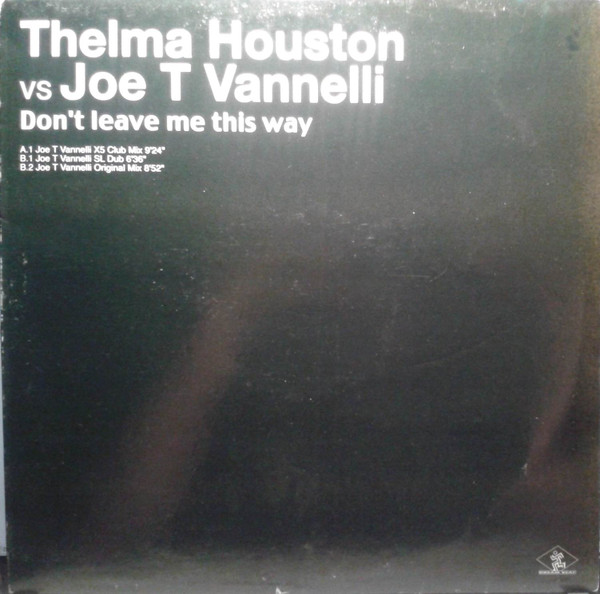 Thelma Houston
vs Joe T Vannelli
Don't leave me this way
A.1 Joe T Vannelli X5 Club Mix 9'24"
B.1 Joe T Vannelli SL Dub 6'36"
B.2 Joe T Vannelli Original Mix 8'52"